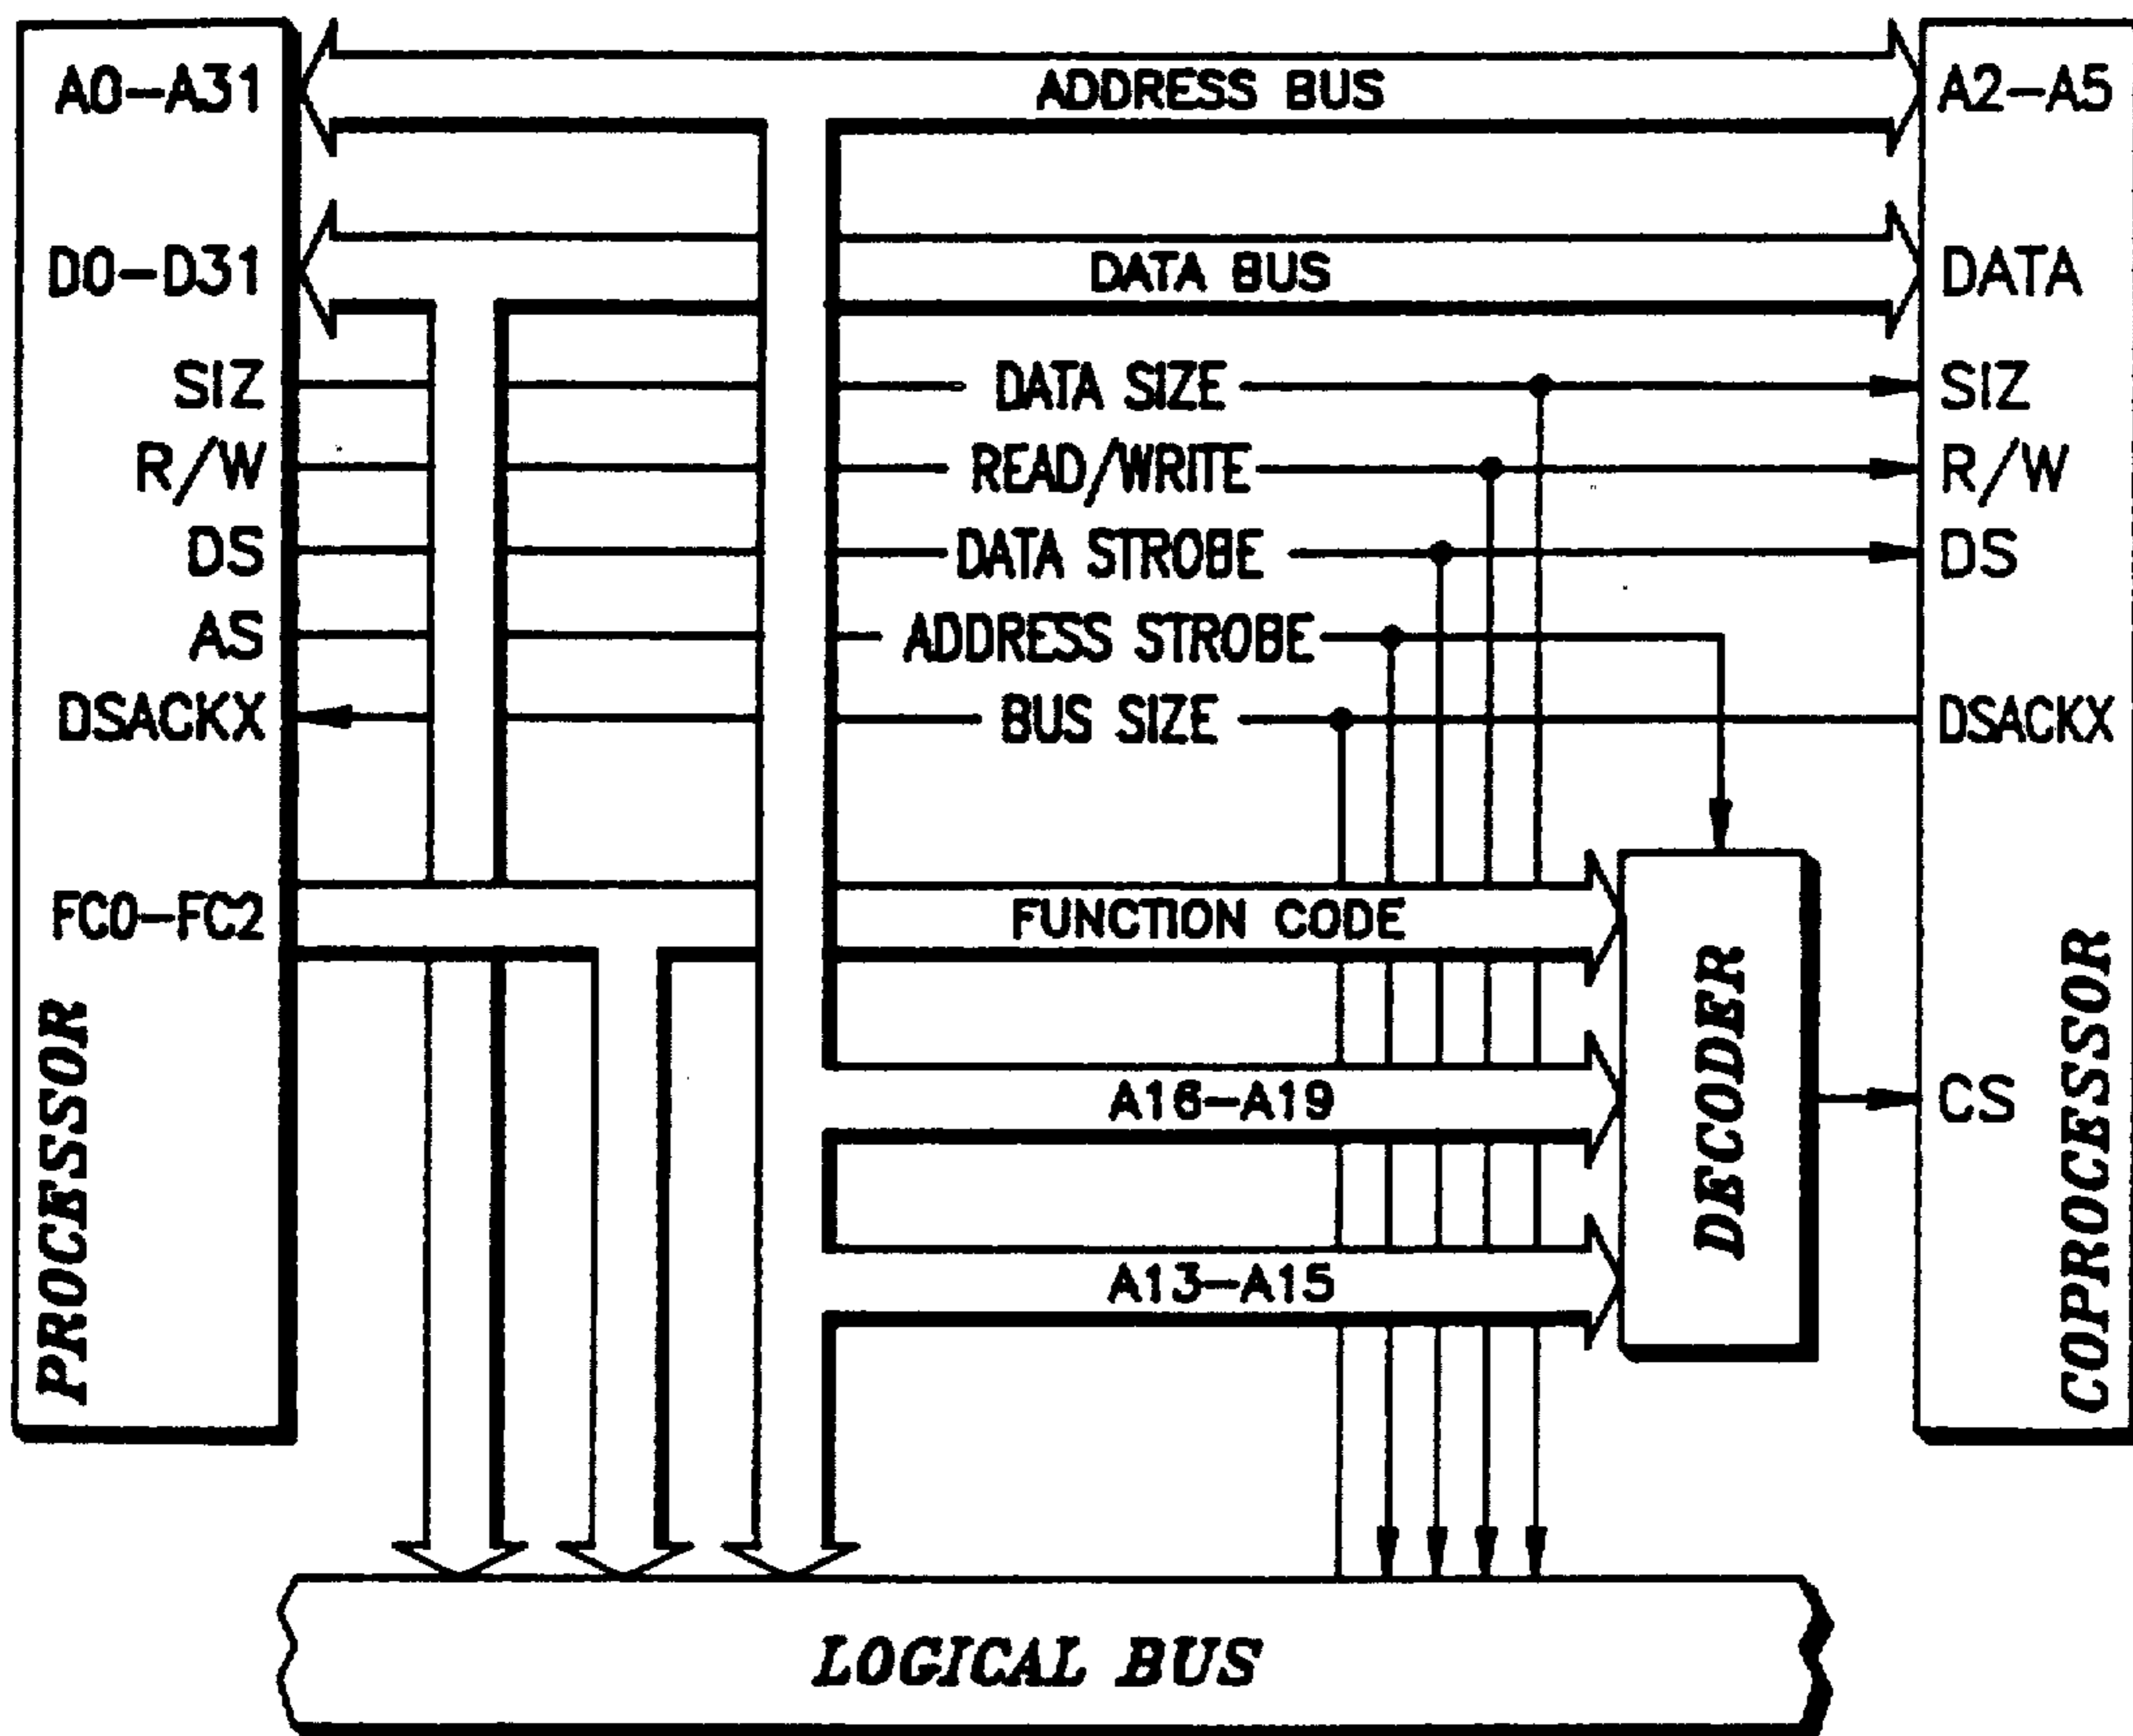 A0-A31 ADDRESS BUS A2-A5
D0-D31 DATA BUS DATA
SIZ DATA SIZE SIZ
R/W READ/WRITE R/W
DS DATA STROBE DS
AS ADDRESS STROBE
DSACKX BUS SIZE DSACKX
FC0-FC2 FUNCTION CODE
A16-A19 CS
A13-A15
PROCESSOR
DECODER
COPROCESSOR
LOGICAL BUS